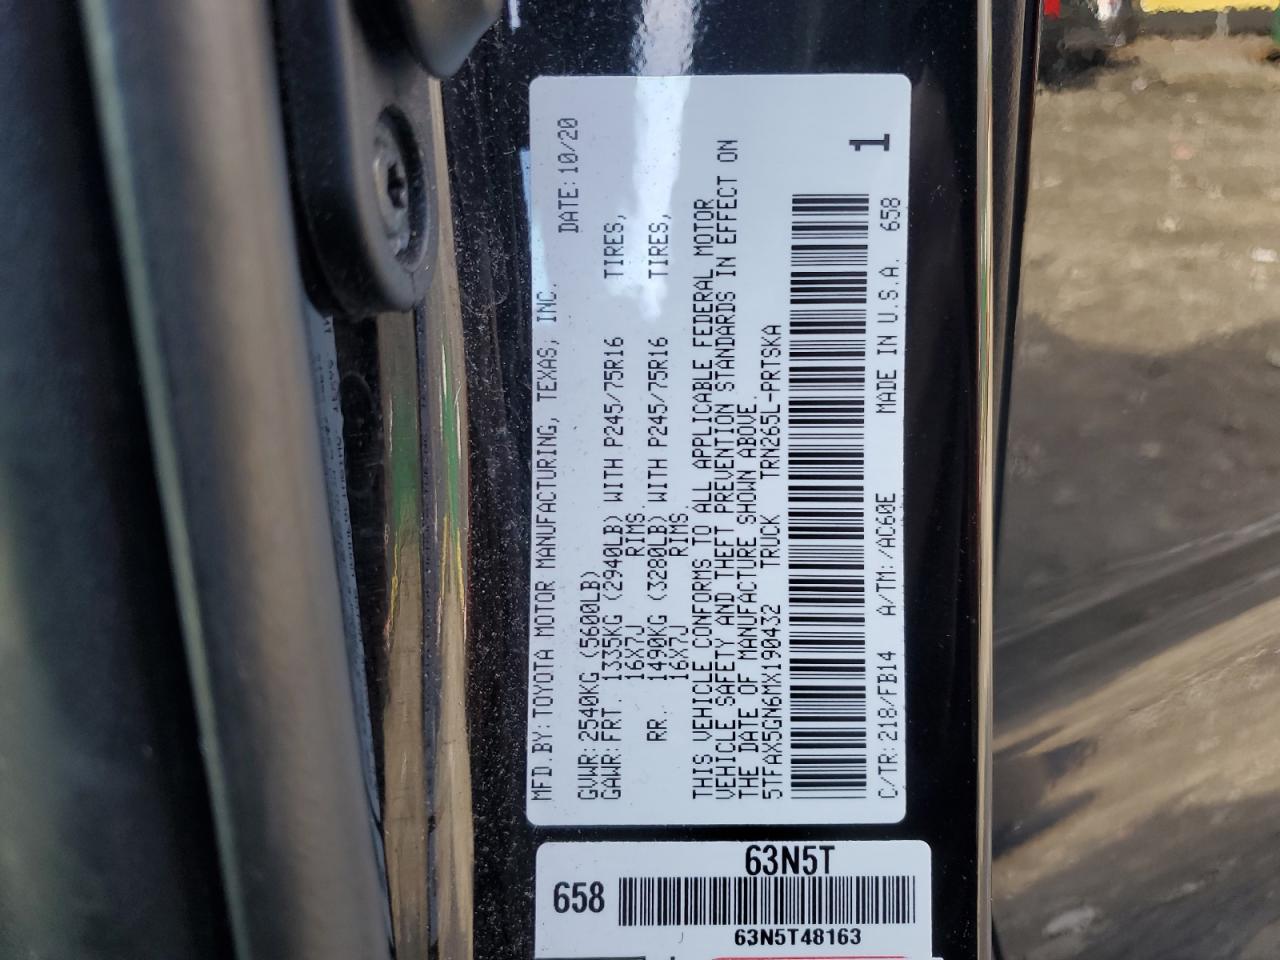 MFD.BY:TOYOTA MOTOR MANUFACTURING, TEXAS, INC.
DATE:10/20
GVWR:2540KG (5600LB)
GAWR:FRT. 1335KG (2940LB) WITH P245/75R16 TIRES,
16X7J RIMS
RR. 1490KG (3280LB) WITH P245/75R16 TIRES,
16X7J RIMS
THIS VEHICLE CONFORMS TO ALL APPLICABLE FEDERAL MOTOR
VEHICLE SAFETY AND THEFT PREVENTION STANDARDS IN EFFECT ON
THE DATE OF MANUFACTURE SHOWN ABOVE.
5TFAX5GN6MX190432 TRUCK TRN265L-PRTSKA
1
C/TR:218/FB14 A/TM:/AC60E MADE IN U.S.A. 658
63N5T
658
63N5T48163